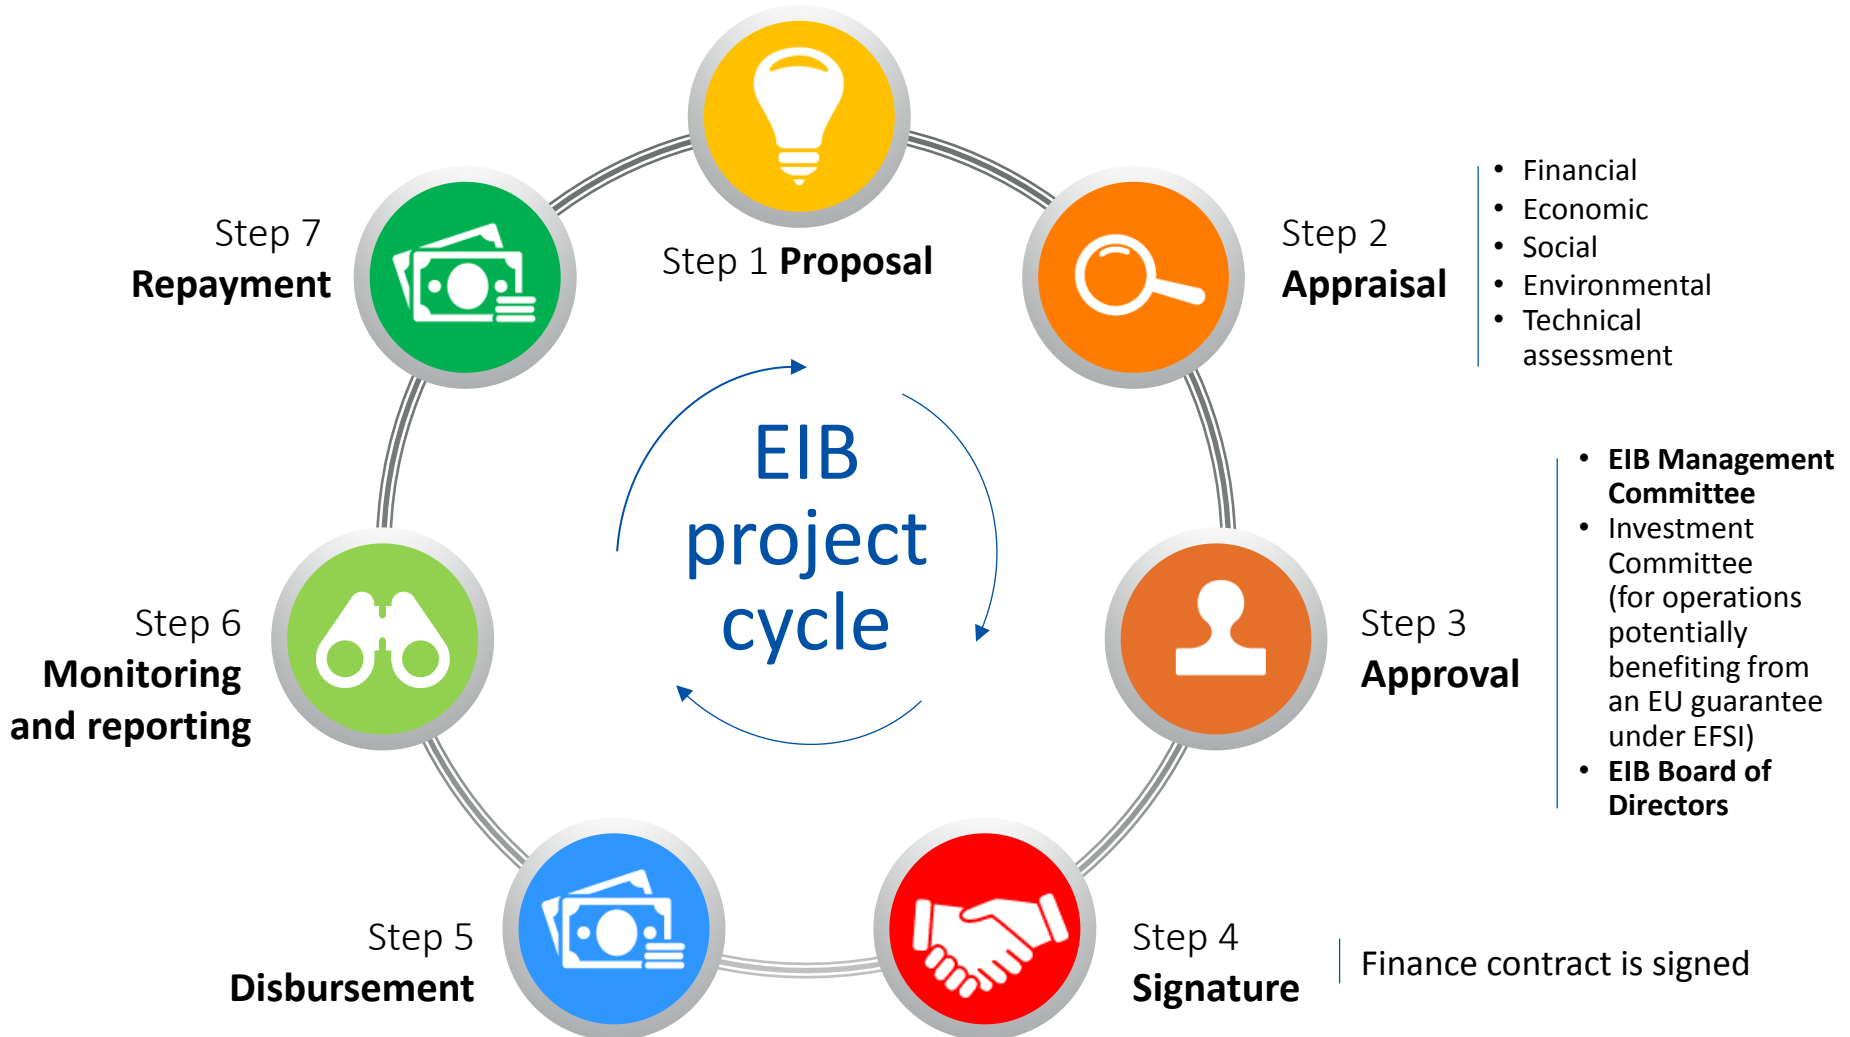 Step 1 Proposal
Step 2
Appraisal
• Financial
• Economic
• Social
• Environmental
• Technical
assessment
Step 3
Approval
• EIB Management
Committee
• Investment
Committee
(for operations
potentially
benefiting from
an EU guarantee
under EFSI)
• EIB Board of
Directors
Step 4
Signature
Finance contract is signed
Step 5
Disbursement
Step 6
Monitoring
and reporting
Step 7
Repayment
EIB
project
cycle